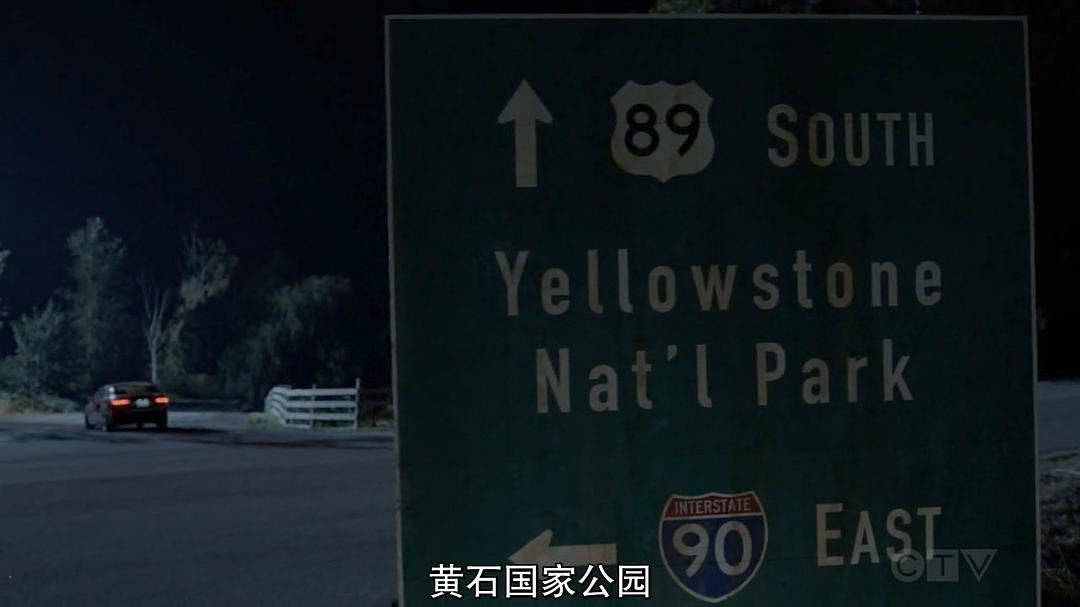 89 SOUTH
Yellowstone
Nat'l Park
INTERSTATE
90 EAST
CTV
黄石国家公园